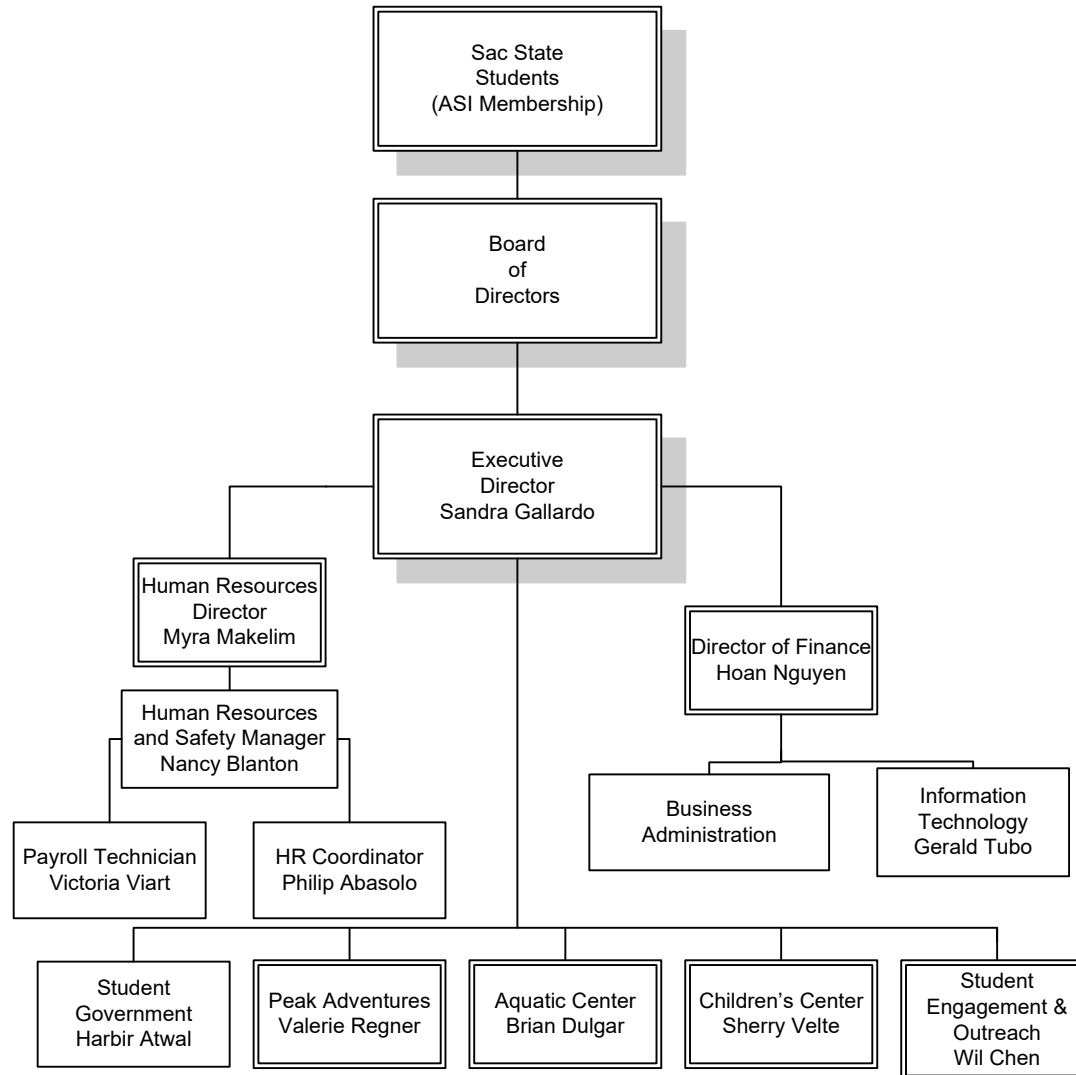 Sac State
Students
(ASI Membership)
Board
of
Directors
Executive
Director
Sandra Gallardo
Human Resources
Director
Myra Makelim
Director of Finance
Hoan Nguyen
Human Resources
and Safety Manager
Nancy Blanton
Business
Administration
Information
Technology
Gerald Tubo
Payroll Technician
Victoria Viart
HR Coordinator
Philip Abasolo
Student
Government
Harbir Atwal
Peak Adventures
Valerie Regner
Aquatic Center
Brian Dulgar
Children’s Center
Sherry Velte
Student
Engagement &
Outreach
Wil Chen